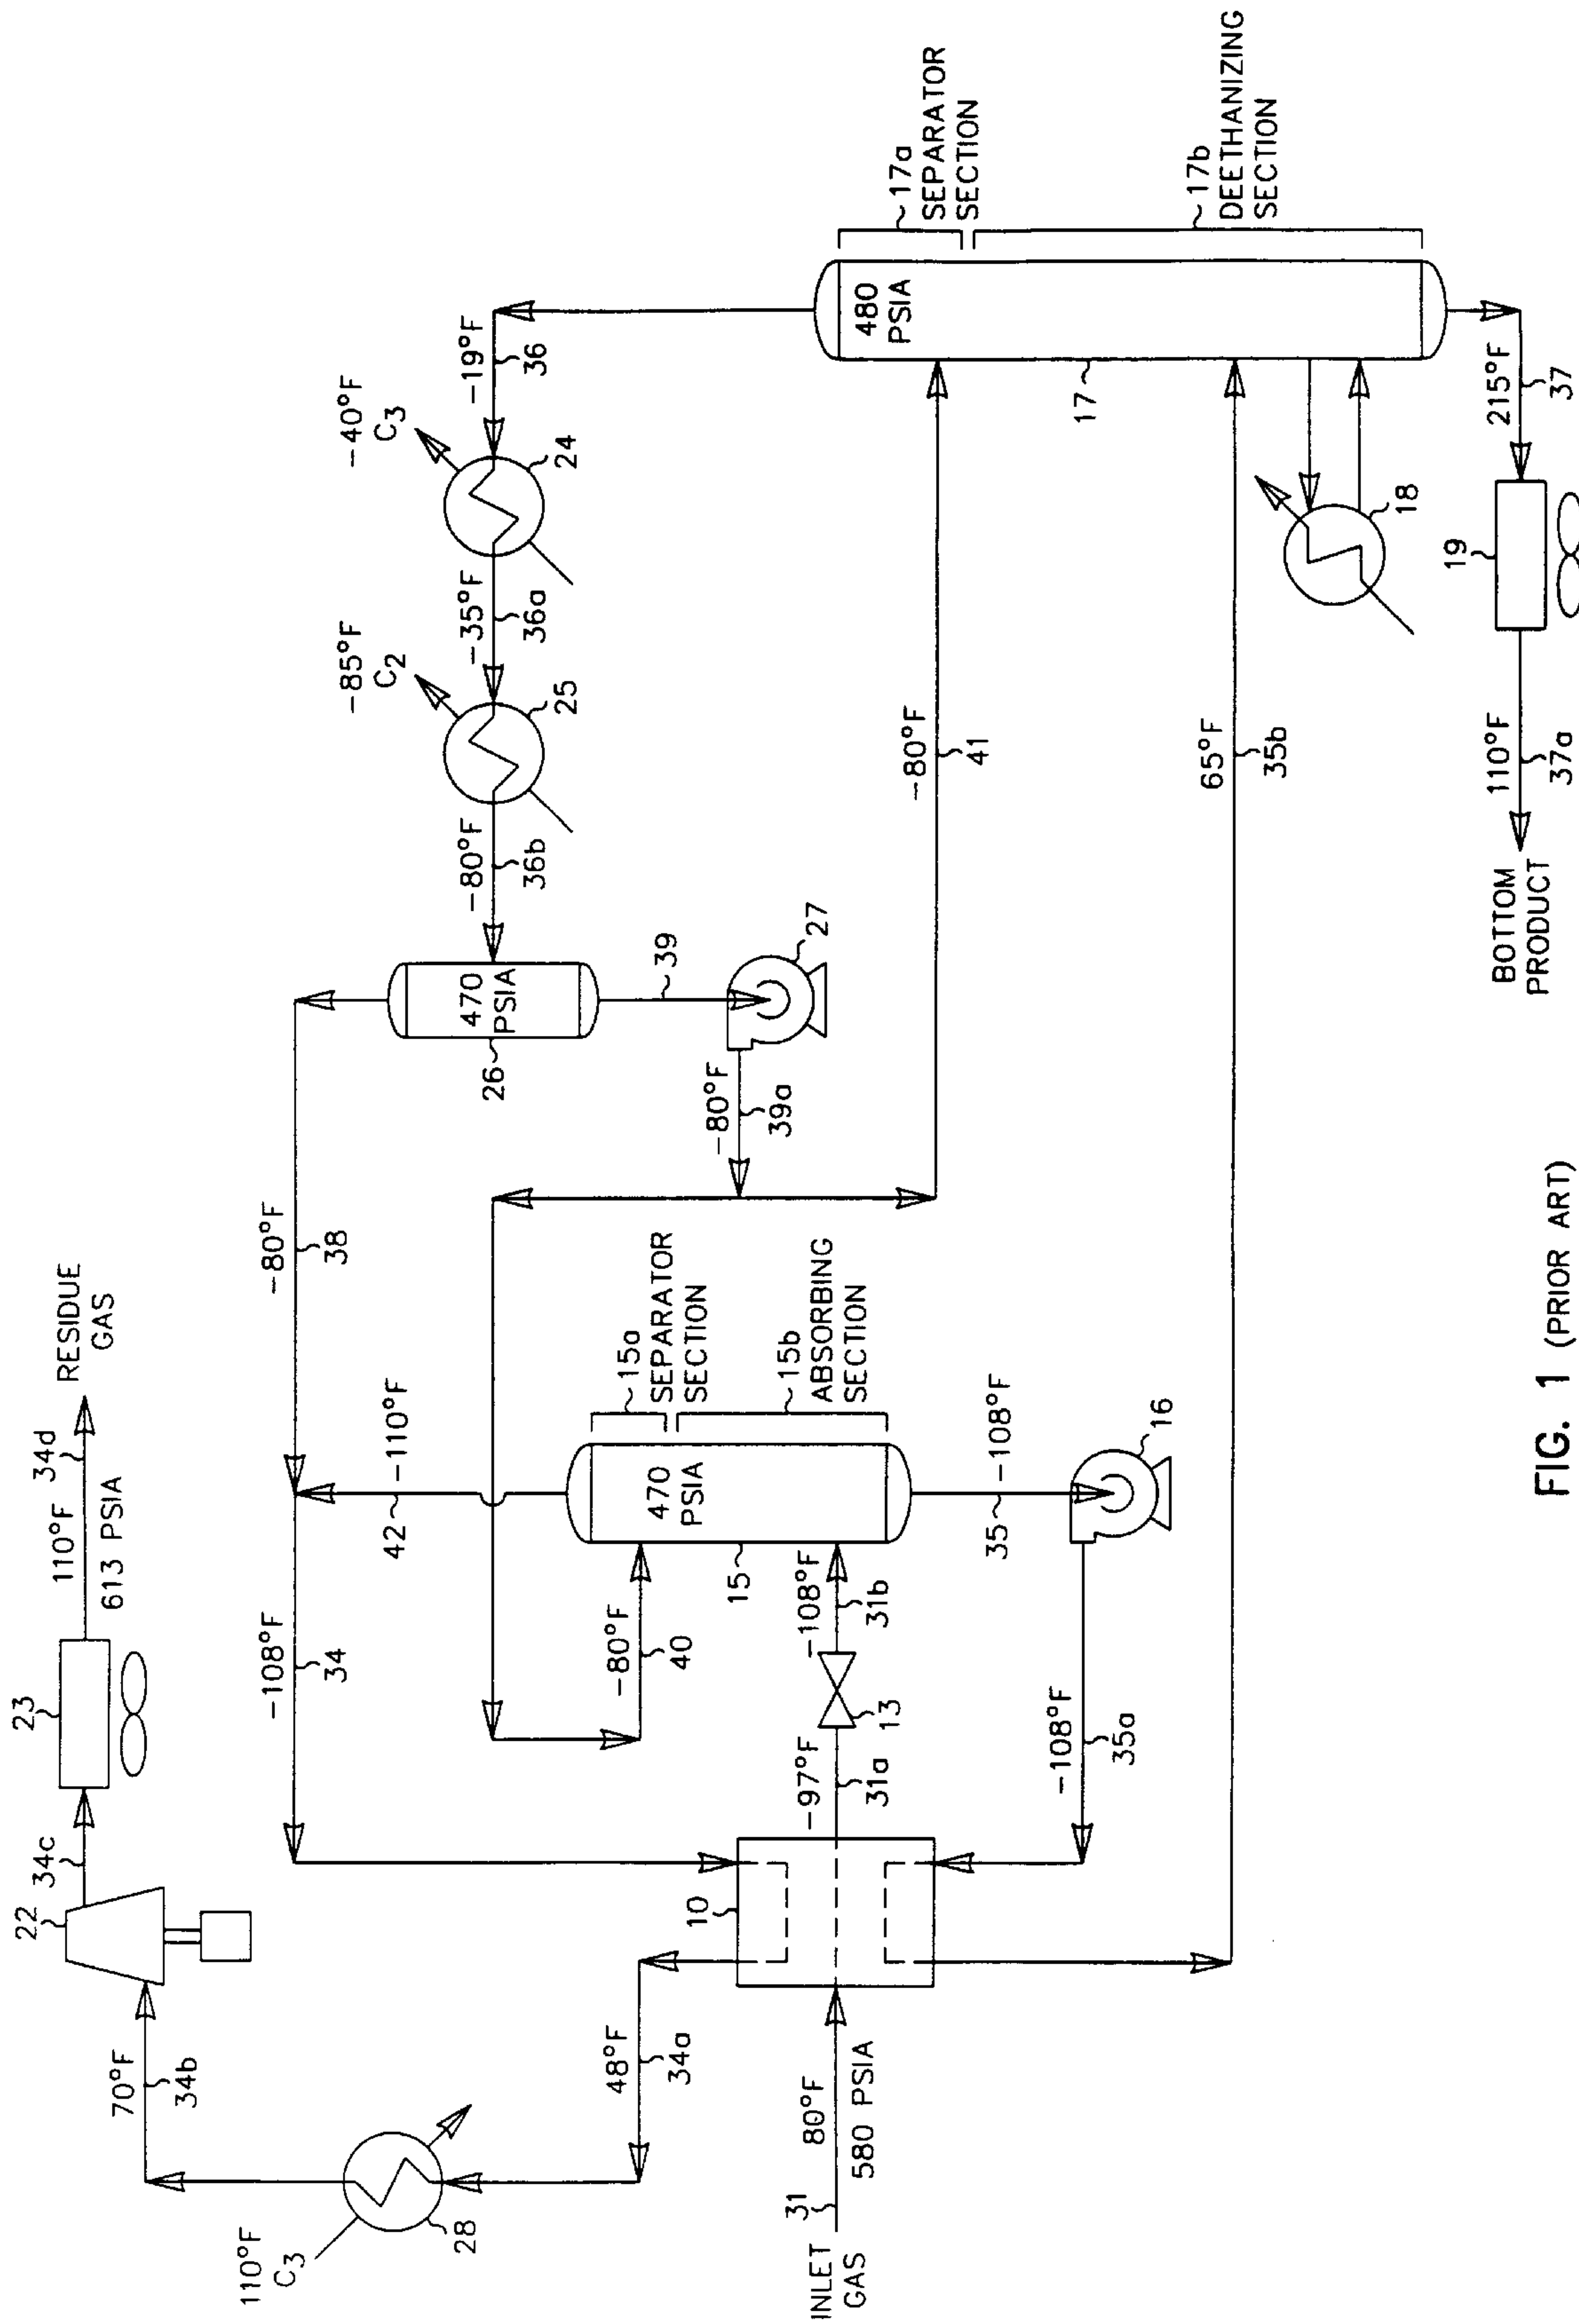 23
110°F
34d
RESIDUE
GAS
613 PSIA
22
34c
70°F
34b
110°F
C3
28
48°F
34a
-108°F
34
-80°F
38
42
-110°F
15a
SEPARATOR
SECTION
15b
ABSORBING
SECTION
470
PSIA
15
-80°F
40
-108°F
31b
13
-97°F
31a
10
31
INLET
GAS
80°F
580 PSIA
35
-108°F
16
-108°F
35a
26
470
PSIA
39
27
-80°F
39a
-80°F
36b
-85°F
C2
25
-35°F
36a
-40°F
C3
24
-19°F
36
-80°F
41
65°F
35b
480
PSIA
17
17a
SEPARATOR
SECTION
17b
DEETHANIZING
SECTION
18
215°F
37
19
110°F
37a
BOTTOM
PRODUCT
FIG. 1 (PRIOR ART)